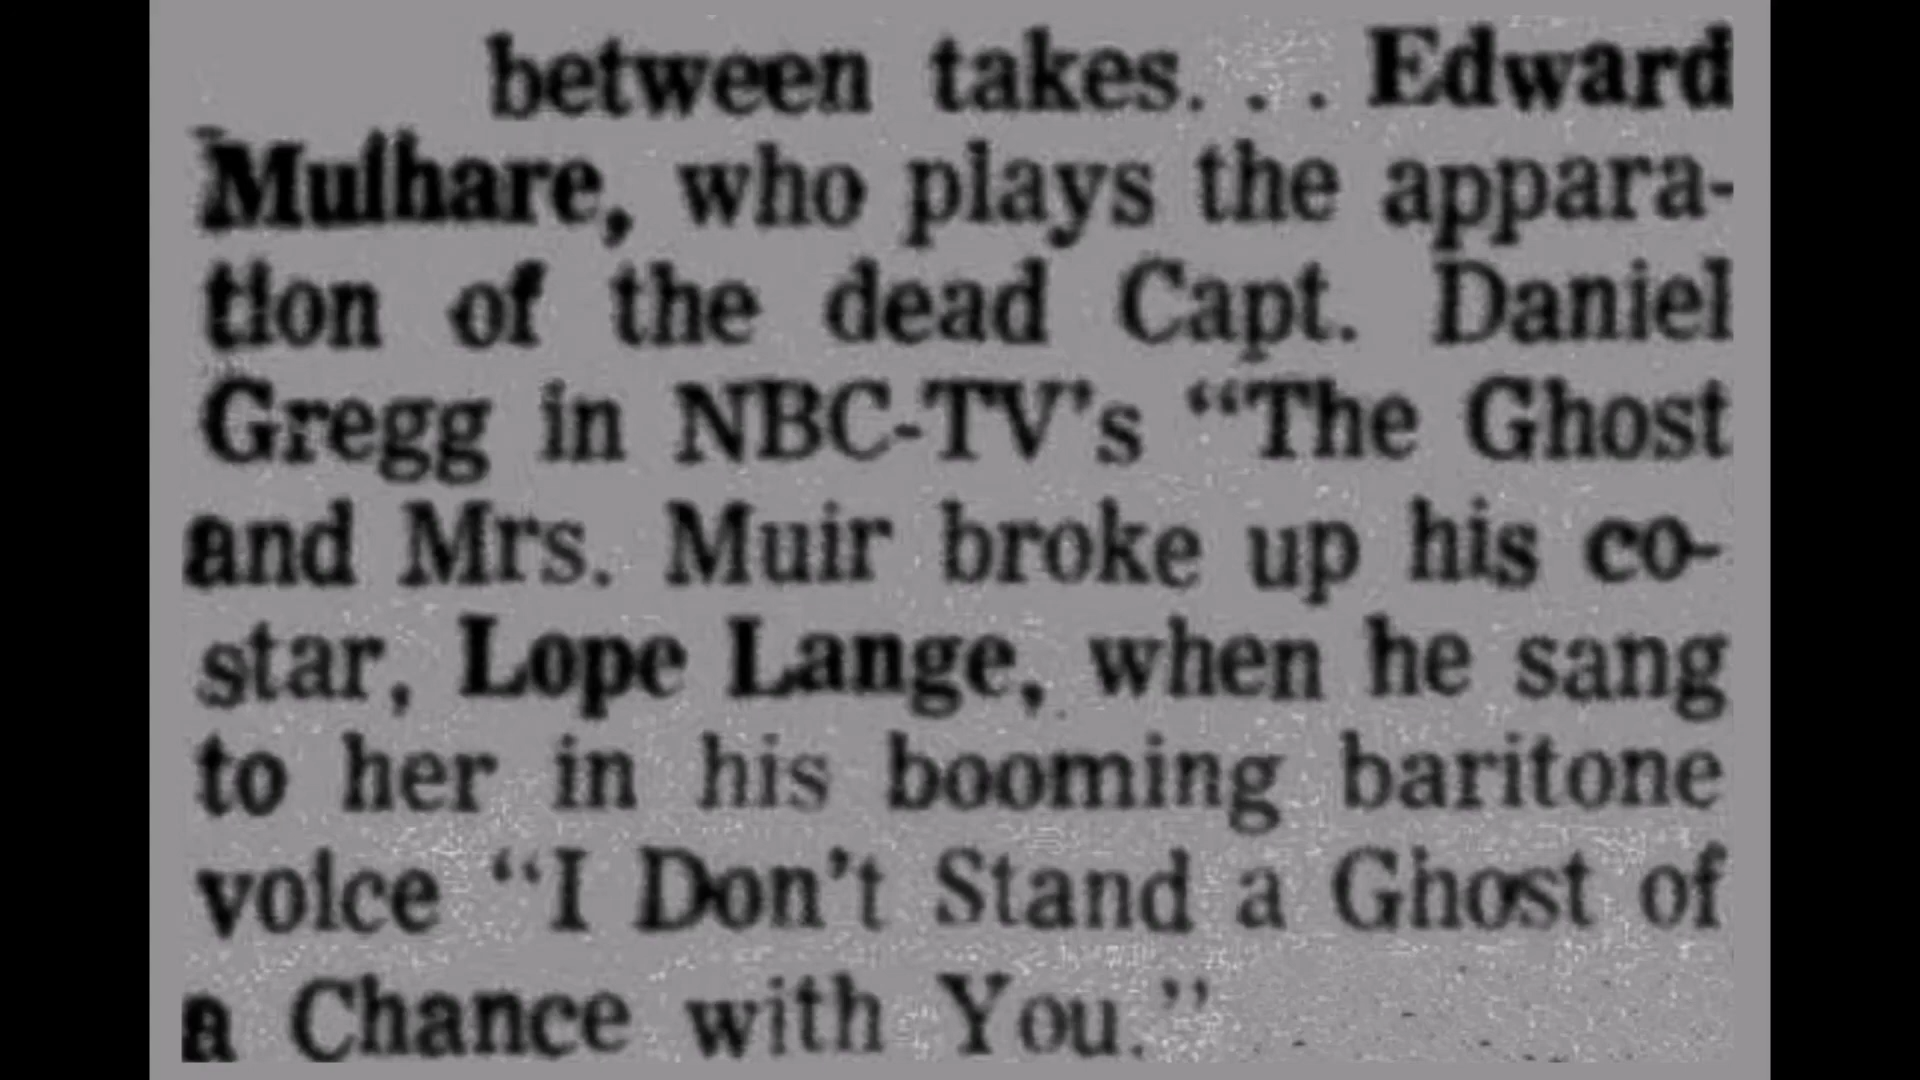 between takes. . . Edward
Mulhare, who plays the appara-
tion of the dead Capt. Daniel
Gregg in NBC-TV's "The Ghost
and Mrs. Muir broke up his co-
star, Lope Lange, when he sang
to her in his booming baritone
voice "I Don't Stand a Ghost of
a Chance with You."